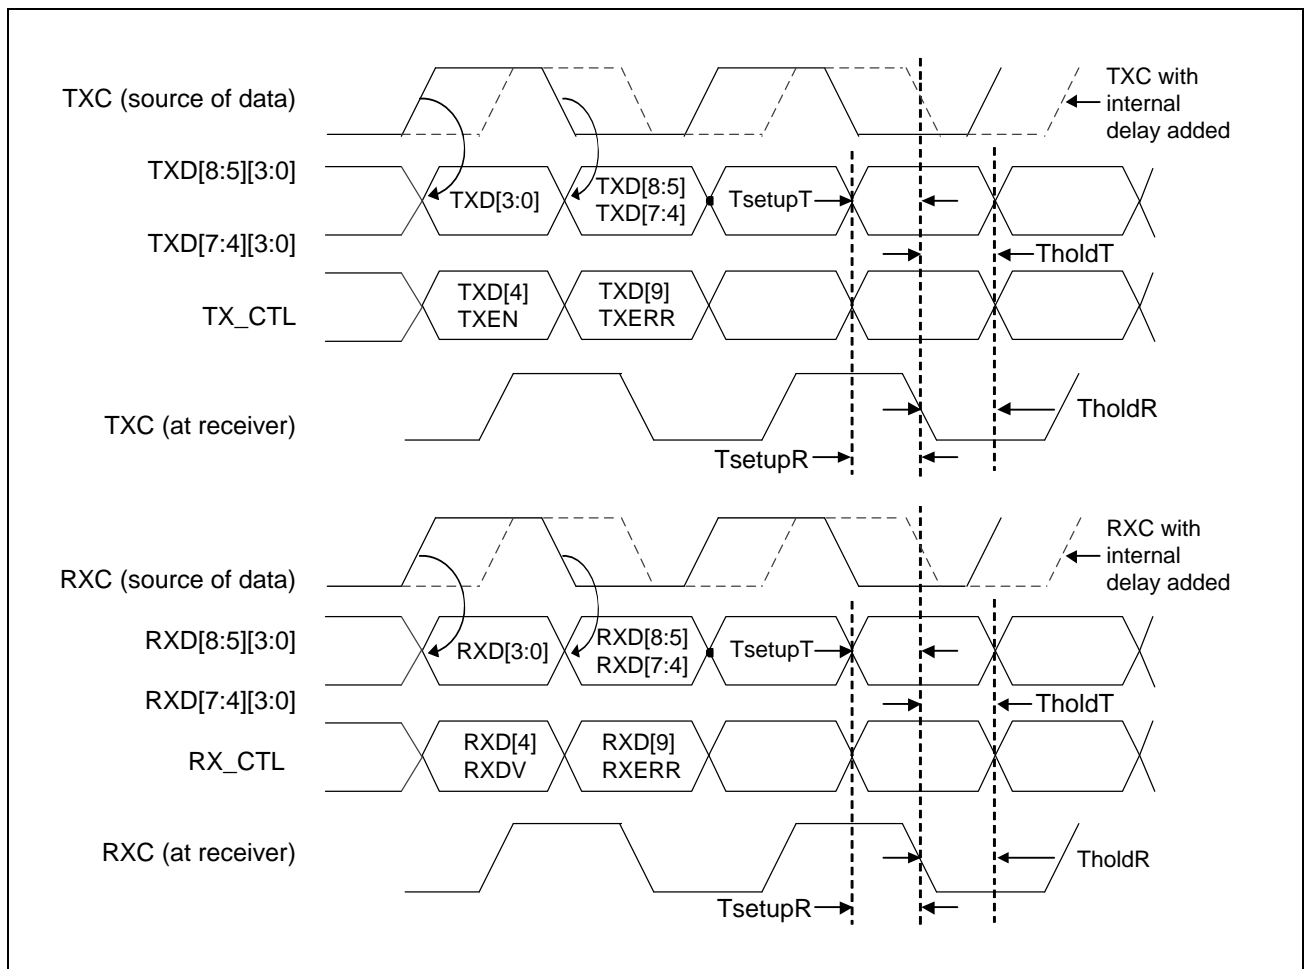 TXC (source of data)
TXC with
internal
delay added
TXD[8:5][3:0]
TXD[3:0]
TXD[8:5]
TXD[7:4]
TsetupT
TXD[7:4][3:0]
TholdT
TX_CTL
TXD[4]
TXEN
TXD[9]
TXERR
TXC (at receiver)
TholdR
TsetupR
RXC (source of data)
RXC with
internal
delay added
RXD[8:5][3:0]
RXD[3:0]
RXD[8:5]
RXD[7:4]
TsetupT
RXD[7:4][3:0]
TholdT
RX_CTL
RXD[4]
RXDV
RXD[9]
RXERR
RXC (at receiver)
TholdR
TsetupR